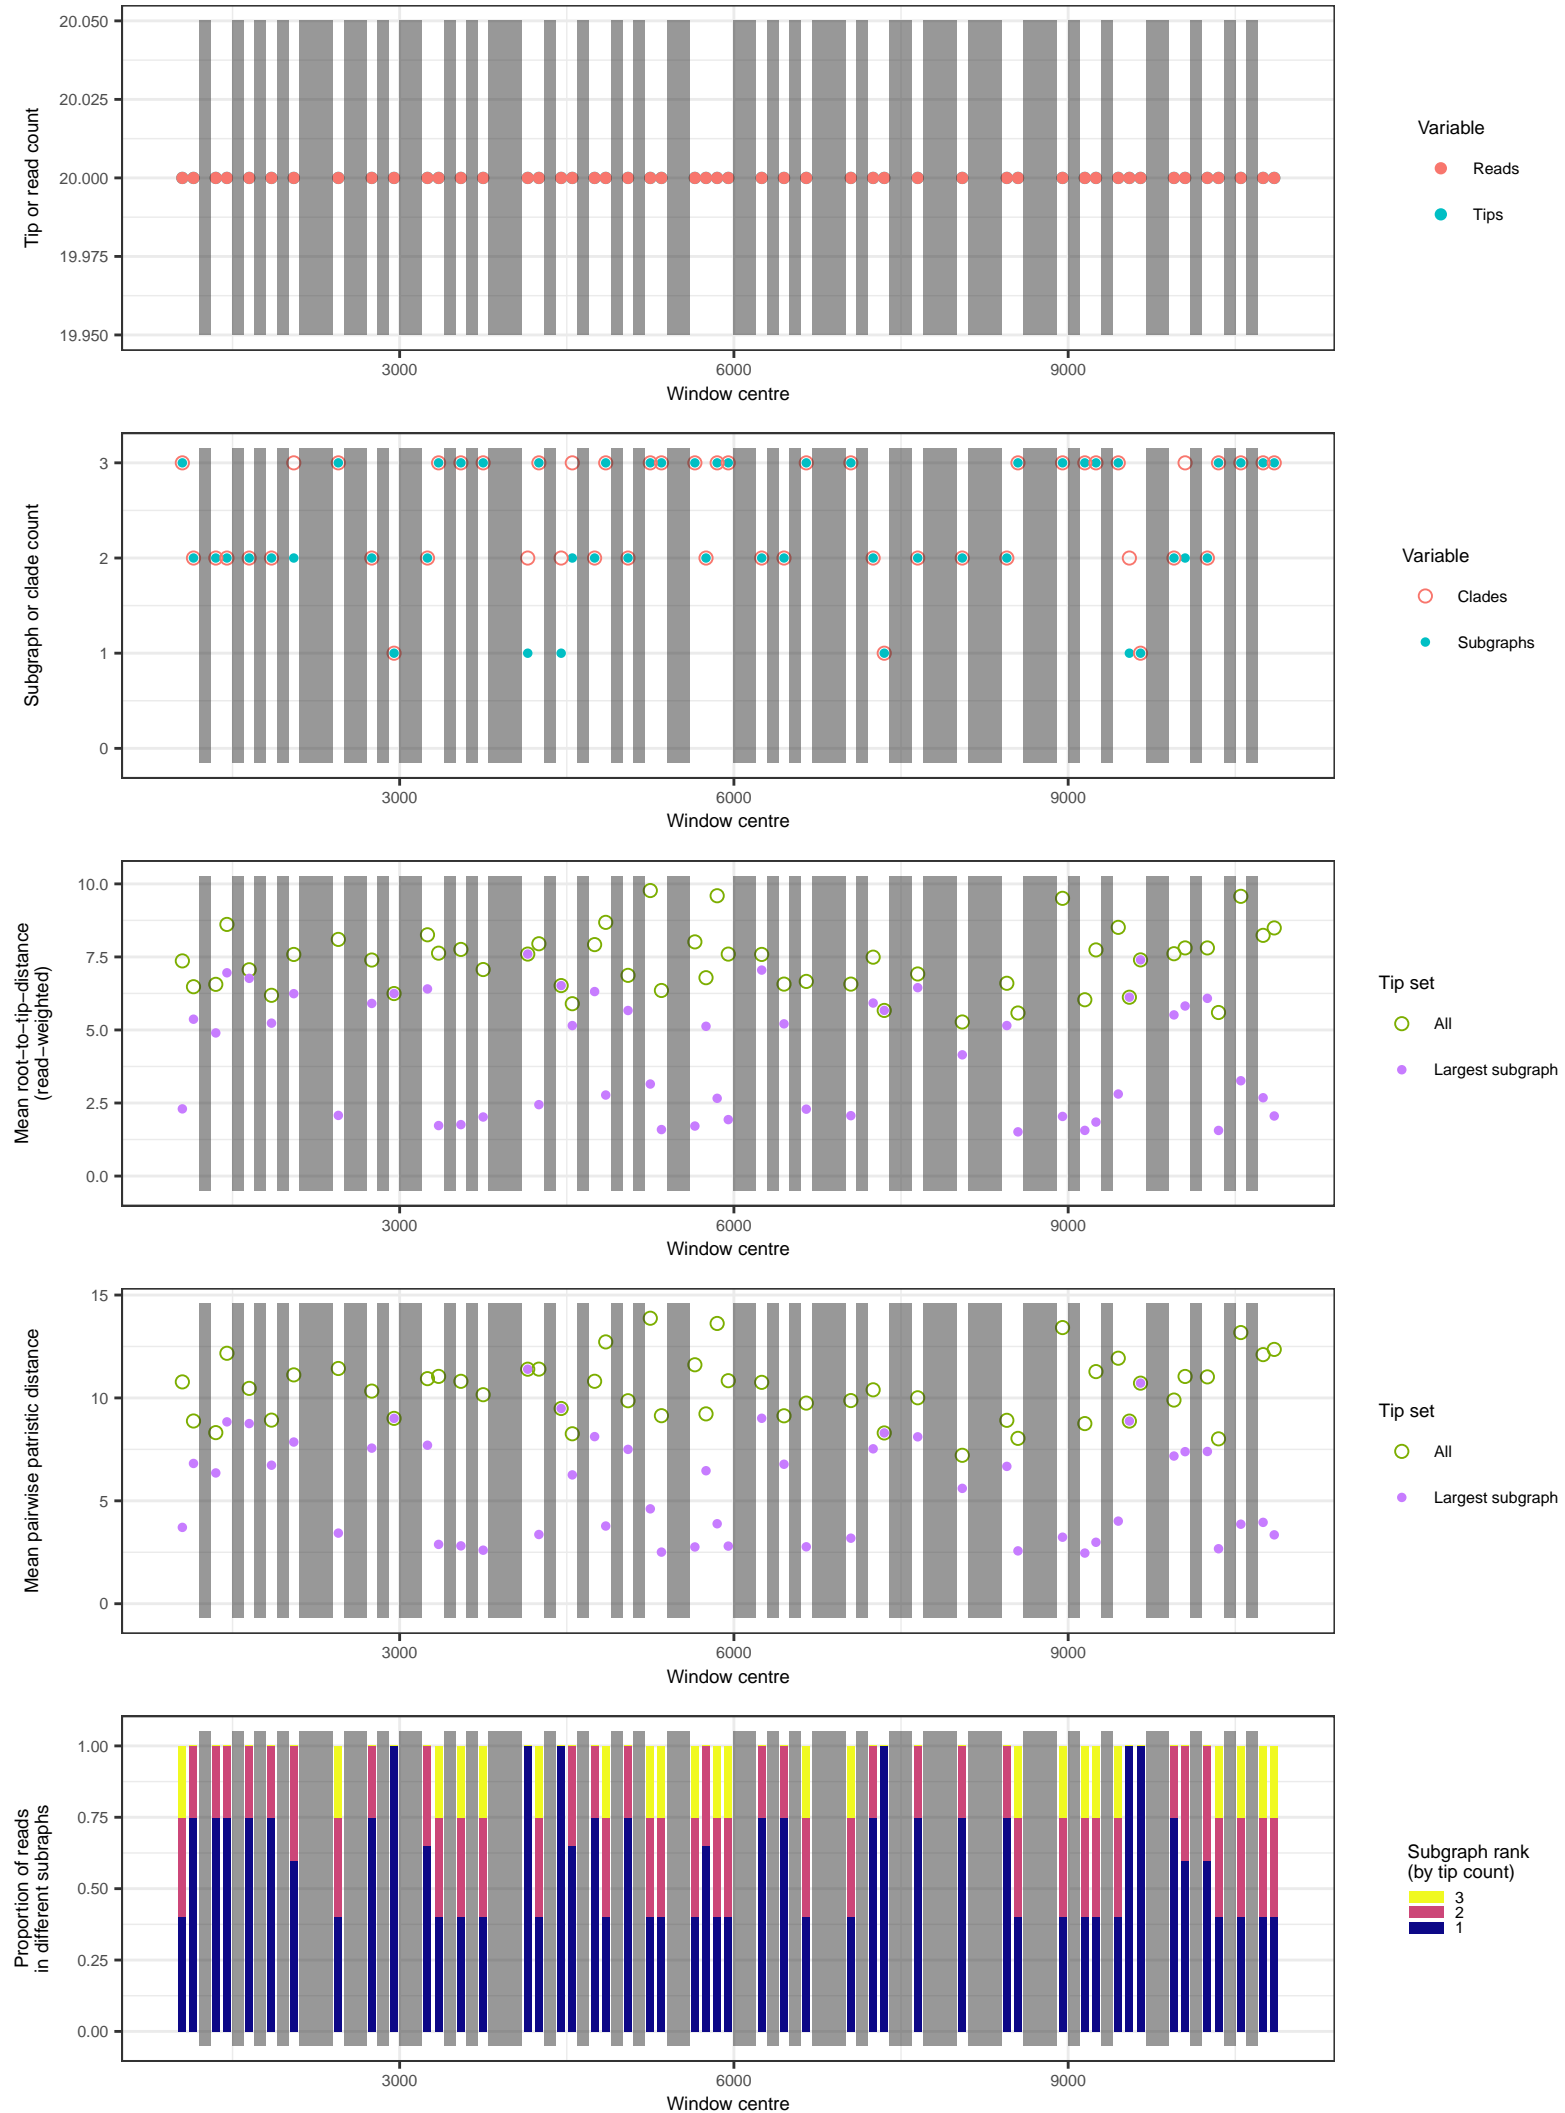 20.050
20.025
20.000
19.975
19.950
Tip or read count
3000
6000
9000
Window centre
Variable
Reads
Tips
3
2
1
0
Subgraph or clade count
3000
6000
9000
Window centre
Variable
Clades
Subgraphs
10.0
7.5
5.0
2.5
0.0
Mean root−to−tip−distance
(read−weighted)
3000
6000
9000
Window centre
Tip set
All
Largest subgraph
15
10
5
0
Mean pairwise patristic distance
3000
6000
9000
Window centre
Tip set
All
Largest subgraph
1.00
0.75
0.50
0.25
0.00
Proportion of reads
in different subraphs
3000
6000
9000
Window centre
Subgraph rank
(by tip count)
3
2
1